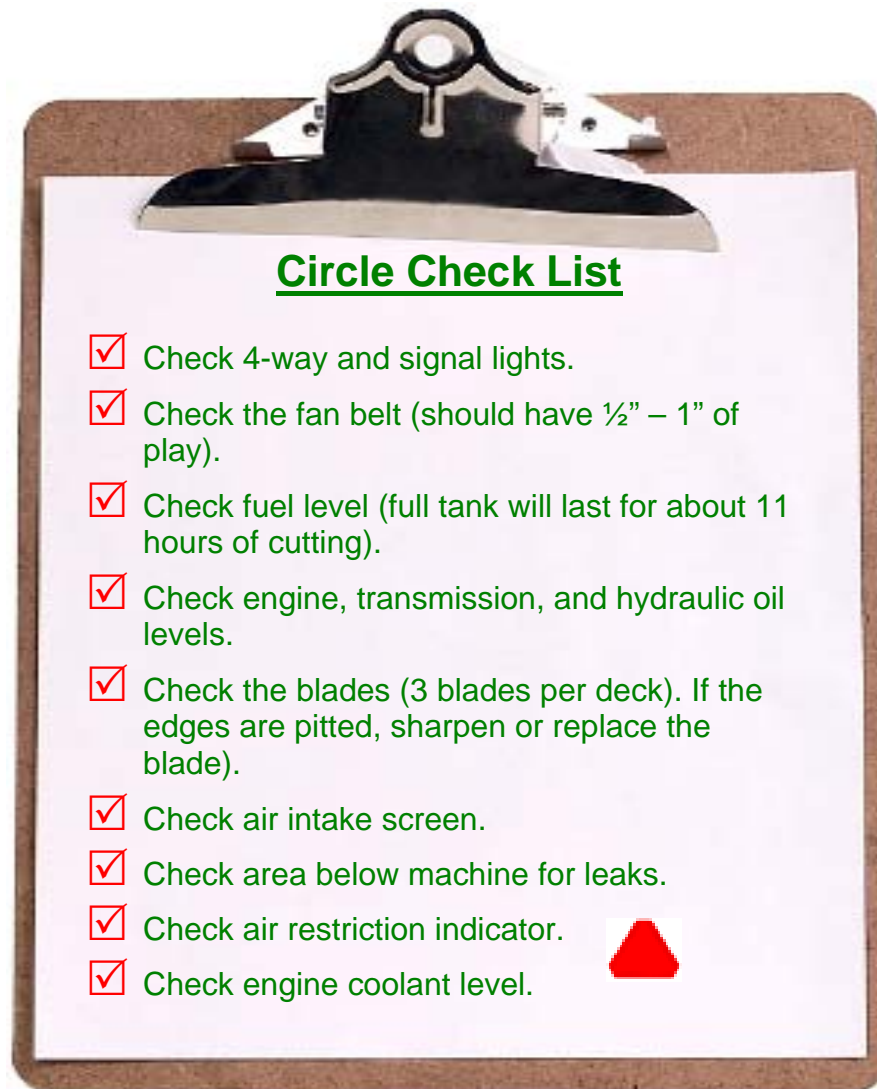 Circle Check List
Check 4-way and signal lights.
Check the fan belt (should have ½” – 1” of
play).
Check fuel level (full tank will last for about 11
hours of cutting).
Check engine, transmission, and hydraulic oil
levels.
Check the blades (3 blades per deck). If the
edges are pitted, sharpen or replace the
blade).
Check air intake screen.
Check area below machine for leaks.
Check air restriction indicator.
Check engine coolant level.